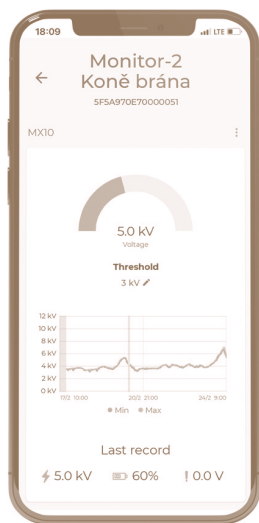 18:09 LTE
Monitor-2
Koně brána
5F5A970E70000051
MX10
5.0 kV
Voltage
Threshold
3 kV
12 kV
10 kV
8 kV
6 kV
4 kV
2 kV
0 kV
17/2 10:00 20/2 21:00 24/2 9:00
Min Max
Last record
5.0 kV 60% ! 0.0 V